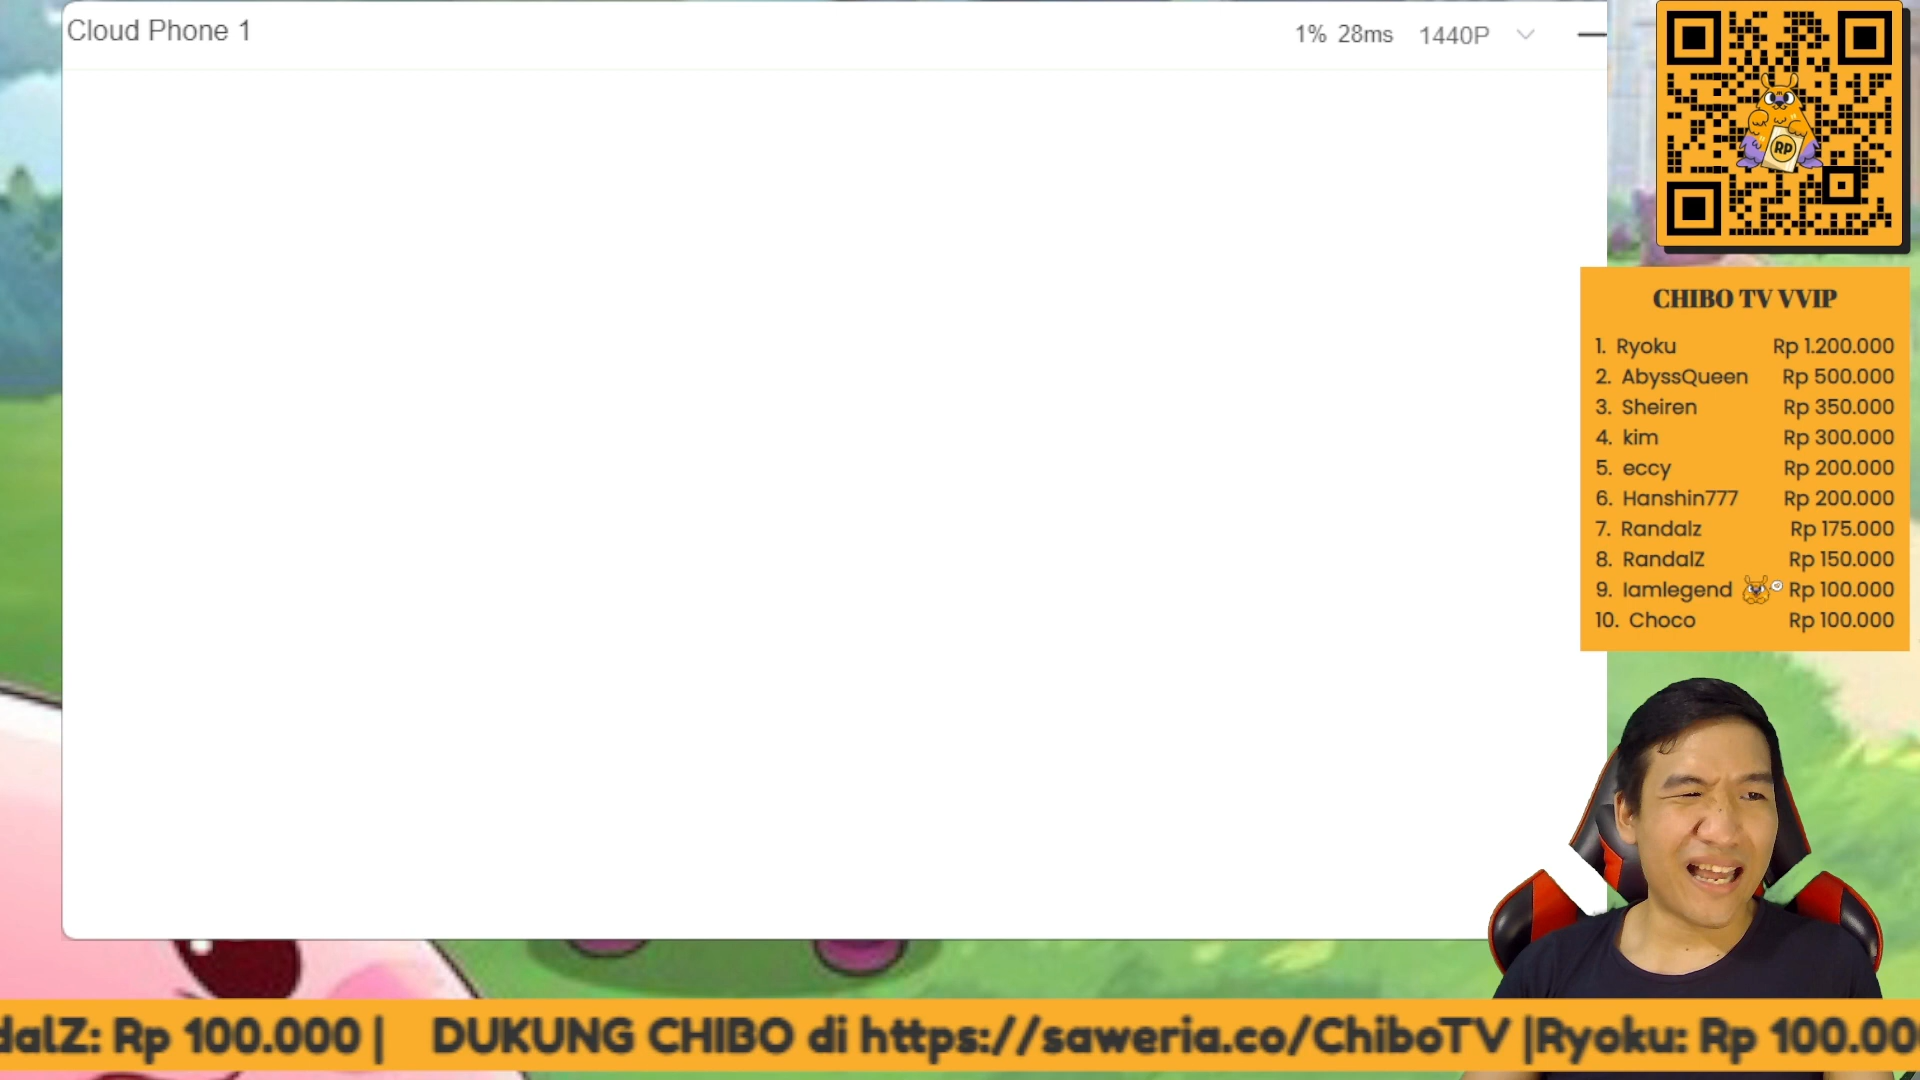 Cloud Phone 1
1% 28ms 1440P
RP
CHIBO TV VVIP
1. Ryoku Rp 1.200.000
2. AbyssQueen Rp 500.000
3. Sheiren Rp 350.000
4. kim Rp 300.000
5. eccy Rp 200.000
6. Hanshin777 Rp 200.000
7. Randalz Rp 175.000
8. RandalZ Rp 150.000
9. Iamlegend Rp 100.000
10. Choco Rp 100.000
dalZ: Rp 100.000 | DUKUNG CHIBO di https://saweria.co/ChiboTV |Ryoku: Rp 100.00